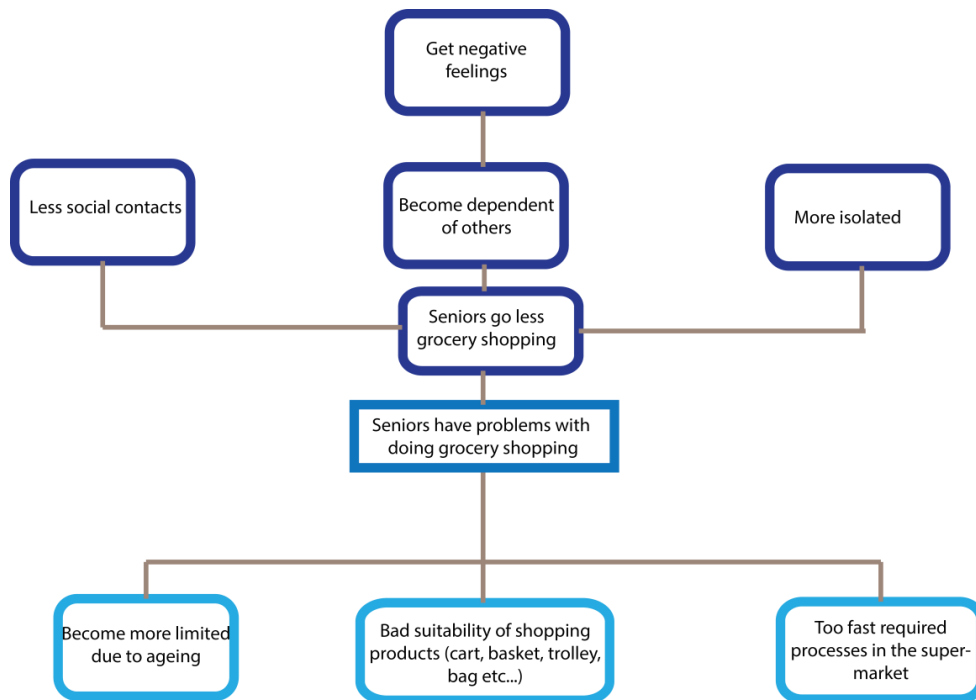 Get negative
feelings
Less social contacts
Become dependent
of others
More isolated
Seniors go less
grocery shopping
Seniors have problems with
doing grocery shopping
Become more limited
due to ageing
Bad suitability of shopping
products (cart, basket, trolley,
bag etc...)
Too fast required
processes in the super-
market